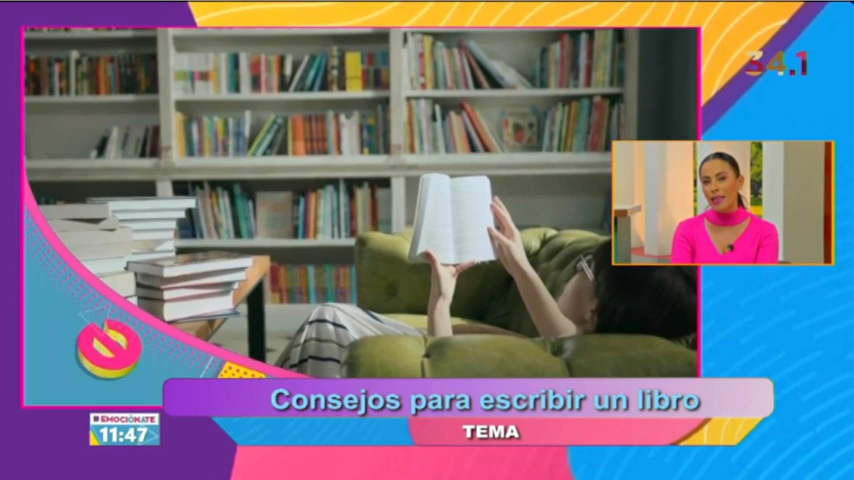 34.1
Consejos para escribir un libro
TEMA
#EMOCIÓNATE
11:47